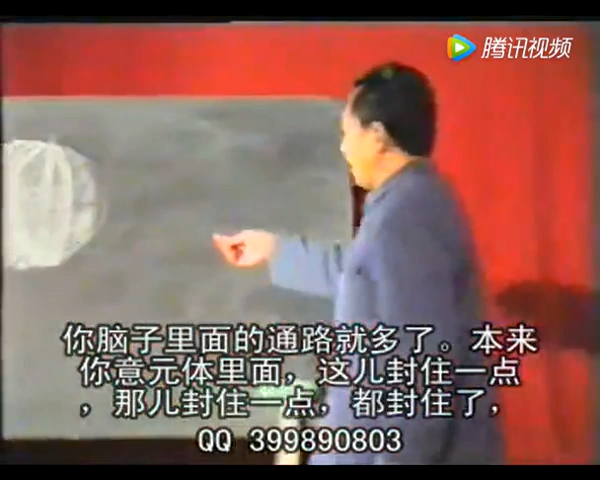 腾讯视频
你脑子里面的通路就多了。本来
你意元体里面，这儿封住一点
，那儿封住一点，都封住了，
QQ 399890803